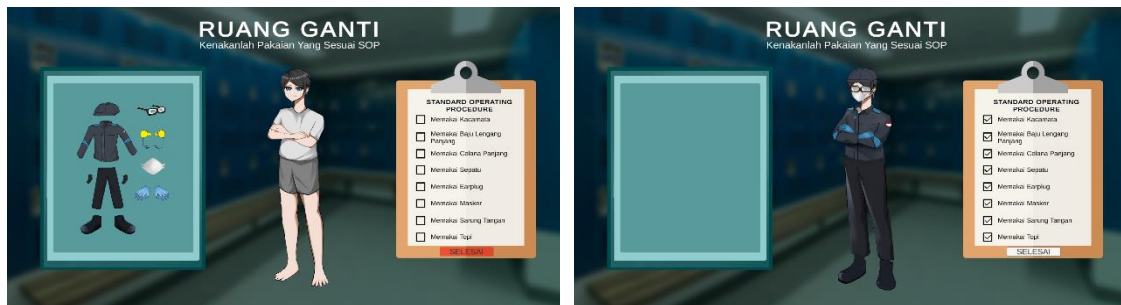 RUANG GANTI
Kenakanlah Pakaian Yang Sesuai SOP
STANDARD OPERATING
PROCEDURE
Memakai Kacamata
Memakai Baju Lengang
Panjang
Memakai Celana Panjang
Memakai Sepatu
Memakai Earplug
Memakai Masker
Memakai Sarung Tangan
Memakai Topi
SELESAI
RUANG GANTI
Kenakanlah Pakaian Yang Sesuai SOP
STANDARD OPERATING
PROCEDURE
Memakai Kacamata
Memakai Baju Lengang
Panjang
Memakai Celana Panjang
Memakai Sepatu
Memakai Earplug
Memakai Masker
Memakai Sarung Tangan
Memakai Topi
SELESAI